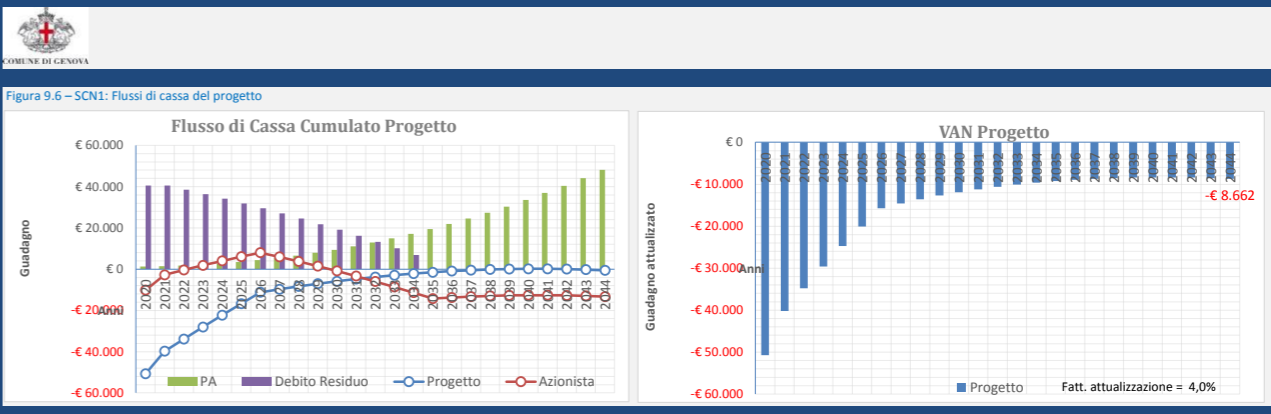 COMUNE DI GENOVA
Figura 9.6 – SCN1: Flussi di cassa del progetto
Flusso di Cassa Cumulato Progetto
€ 60.000
€ 40.000
€ 20.000
€ 0
-€ 20.000
-€ 40.000
-€ 60.000
Guadagno
Anni
2020 2021 2022 2023 2024 2025 2026 2027 2028 2029 2030 2031 2032 2033 2034 2035 2036 2037 2038 2039 2040 2041 2042 2043 2044
PA Debito Residuo Progetto Azionista
VAN Progetto
€ 0
-€ 10.000
-€ 20.000
-€ 30.000
-€ 40.000
-€ 50.000
-€ 60.000
Guadagno attualizzato
Anni
2020 2021 2022 2023 2024 2025 2026 2027 2028 2029 2030 2031 2032 2033 2034 2035 2036 2037 2038 2039 2040 2041 2042 2043 2044
-€ 8.662
Progetto Fatt. attualizzazione = 4,0%